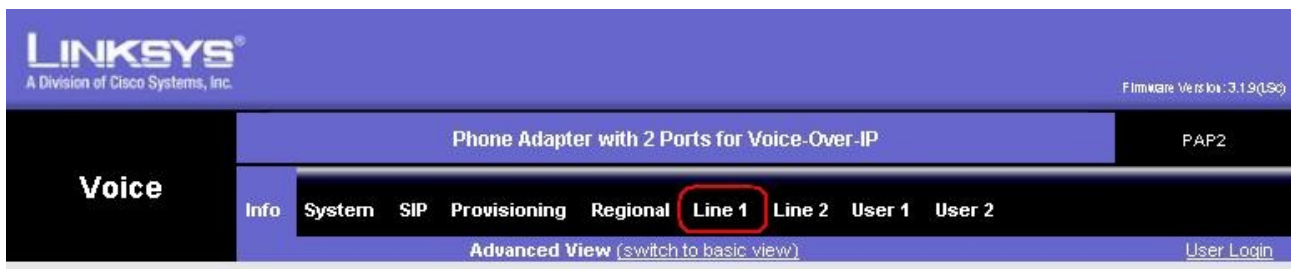 LINKSYS®
A Division of Cisco Systems, Inc.
Firmware Version: 3.1.9(LSc)
Phone Adapter with 2 Ports for Voice-Over-IP
PAP2
Voice
Info System SIP Provisioning Regional Line 1 Line 2 User 1 User 2
Advanced View (switch to basic view)
User Login